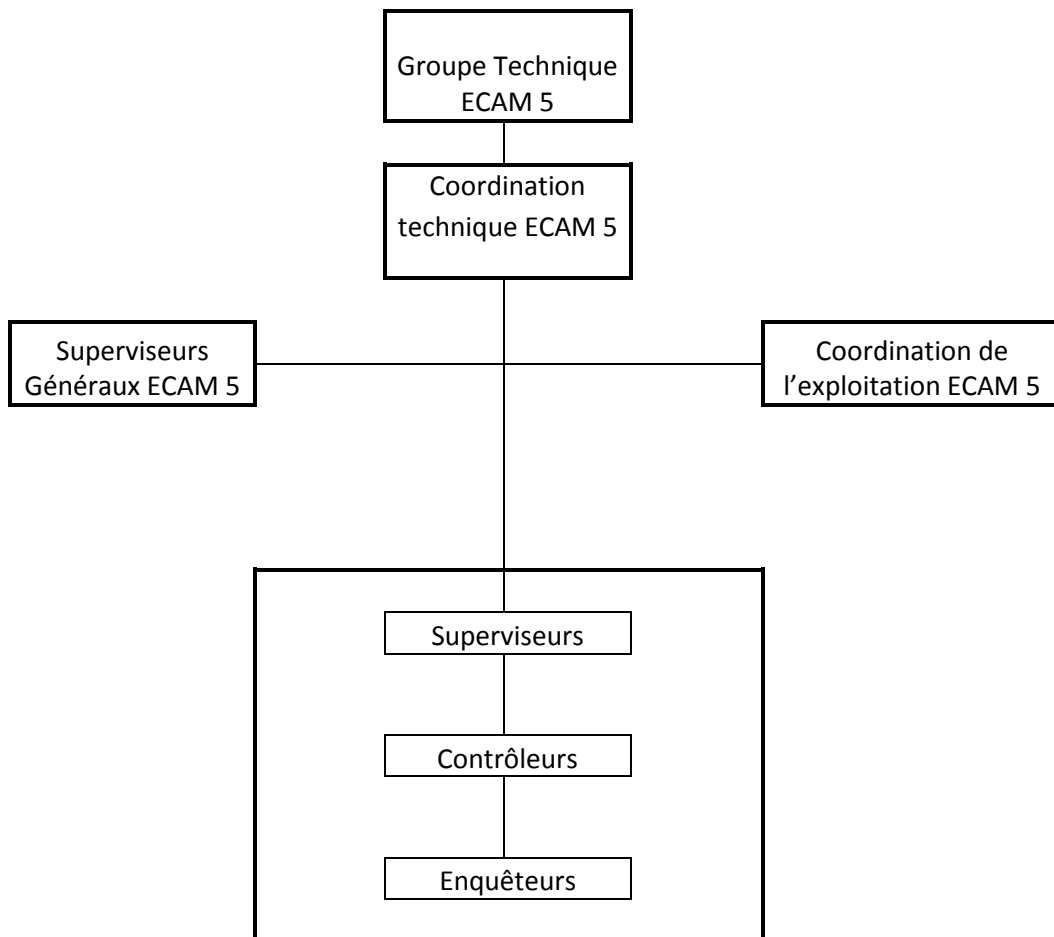 Groupe Technique
ECAM 5
Coordination
technique ECAM 5
Superviseurs
Généraux ECAM 5
Coordination de
l’exploitation ECAM 5
Superviseurs
Contrôleurs
Enquêteurs